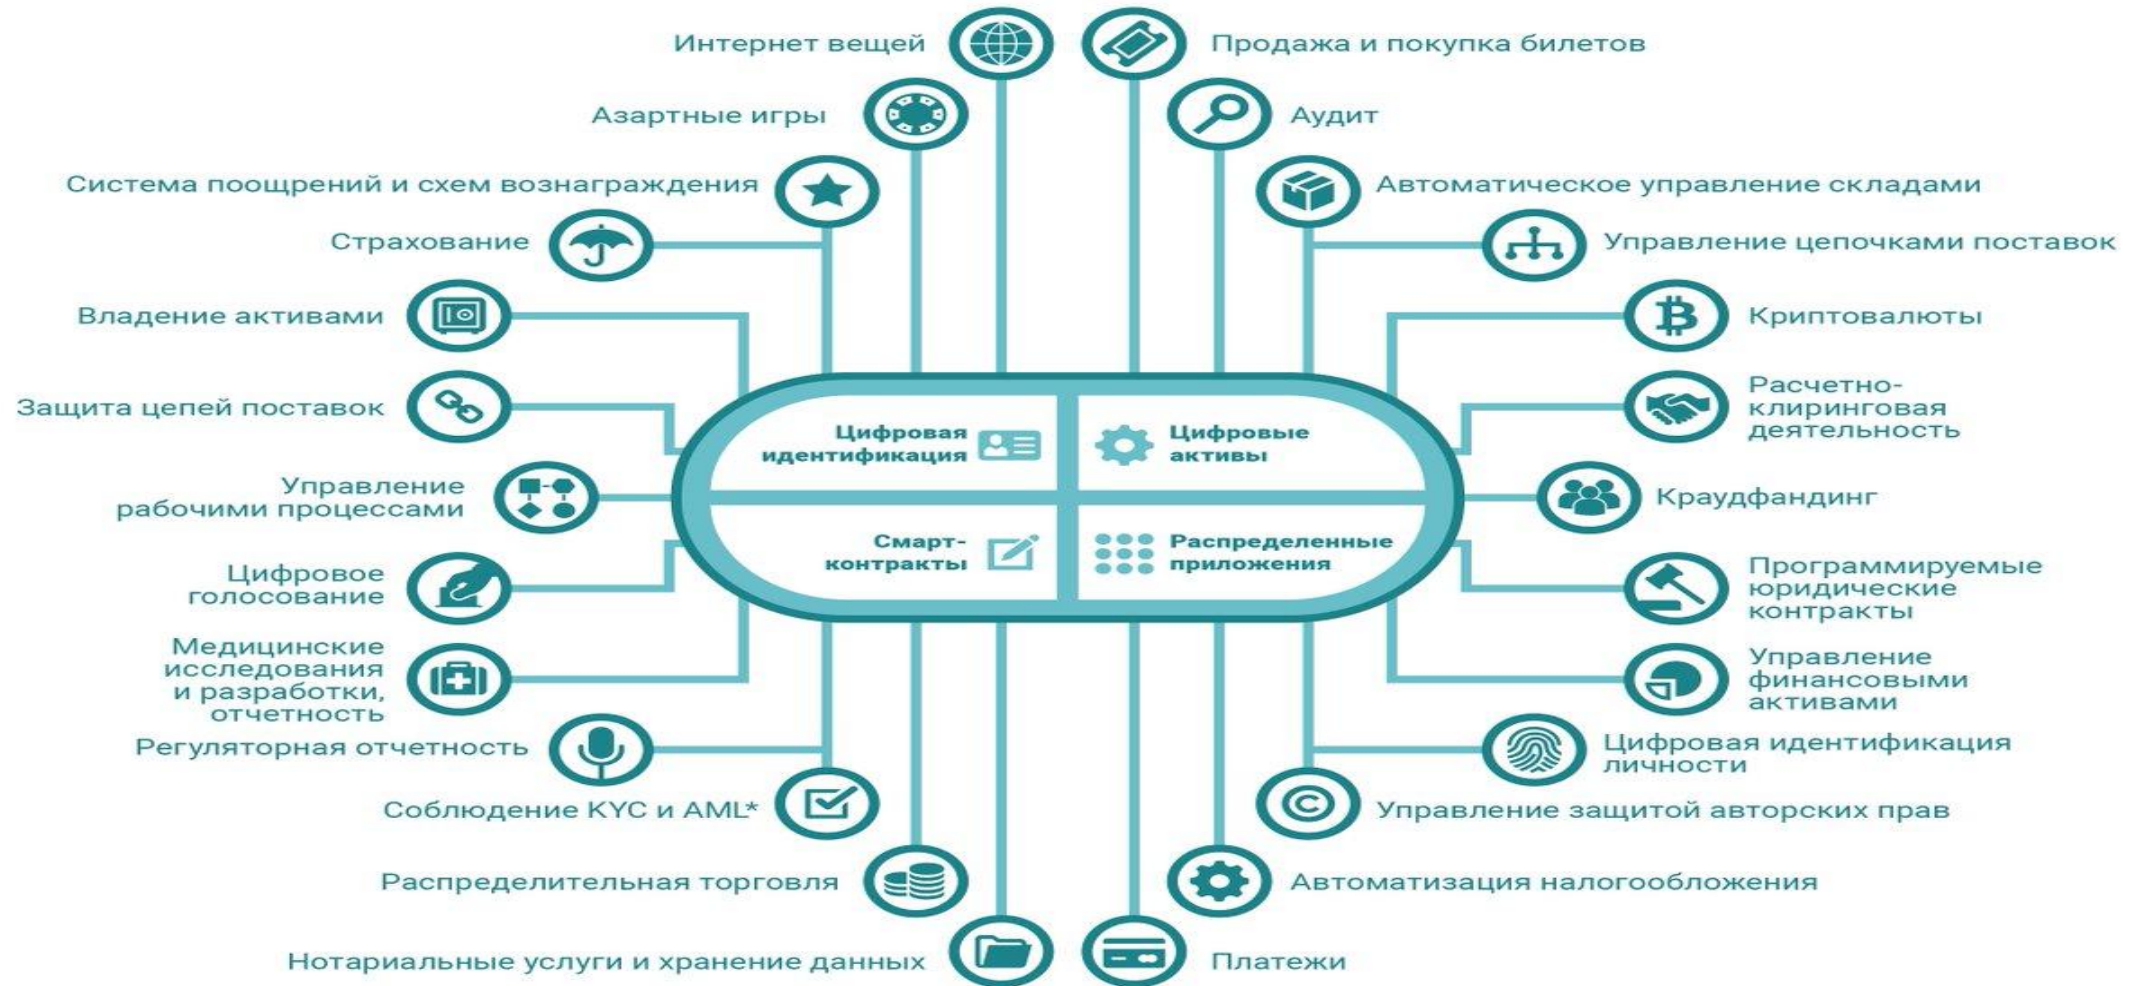 Интернет вещей
Продажа и покупка билетов
Азартные игры
Аудит
Система поощрений и схем вознаграждения
Автоматическое управление складами
Страхование
Управление цепочками поставок
Владение активами
Криптовалюты
Защита цепей поставок
Расчетно-
клиринговая
деятельность
Цифровая
идентификация
Цифровые
активы
Управление
рабочими процессами
Краудфандинг
Смарт-
контракты
Распределенные
приложения
Цифровое
голосование
Программируемые
юридические
контракты
Медицинские
исследования
и разработки,
отчетность
Управление
финансовыми
активами
Регуляторная отчетность
Цифровая идентификация
личности
Соблюдение KYC и AML*
Управление защитой авторских прав
Распределительная торговля
Автоматизация налогообложения
Нотариальные услуги и хранение данных
Платежи